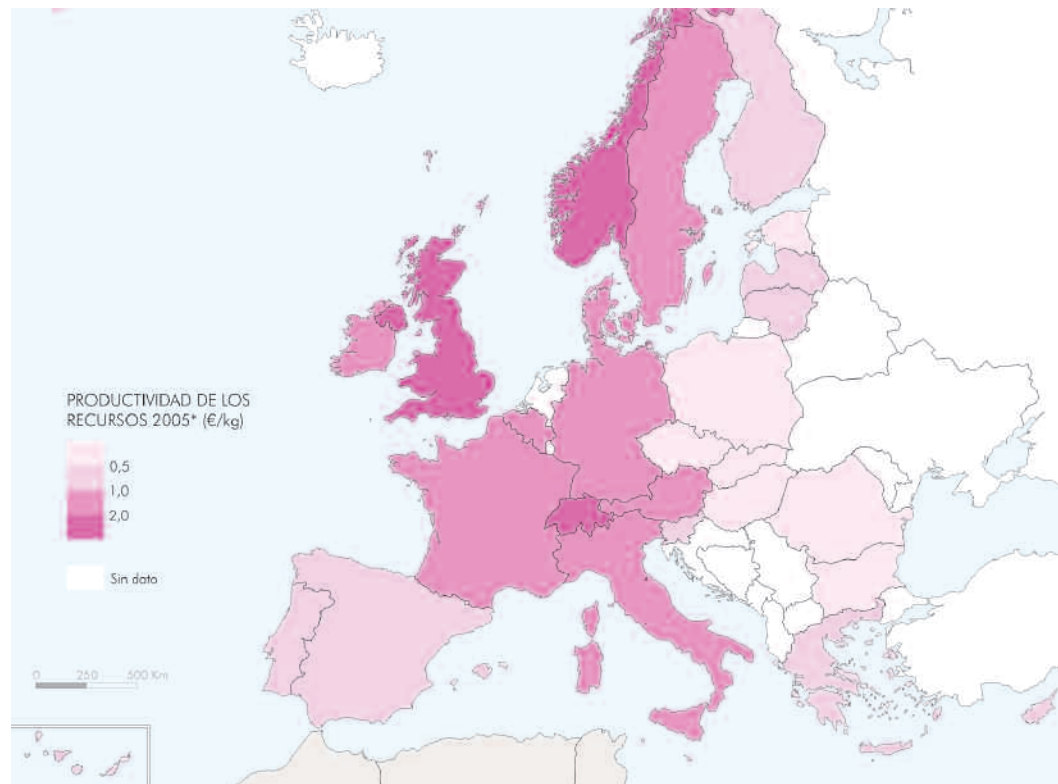 PRODUCTIVIDAD DE LOS
RECURSOS 2005* (€/kg)
0,5
1,0
2,0
Sin dato
0 250 500 Km